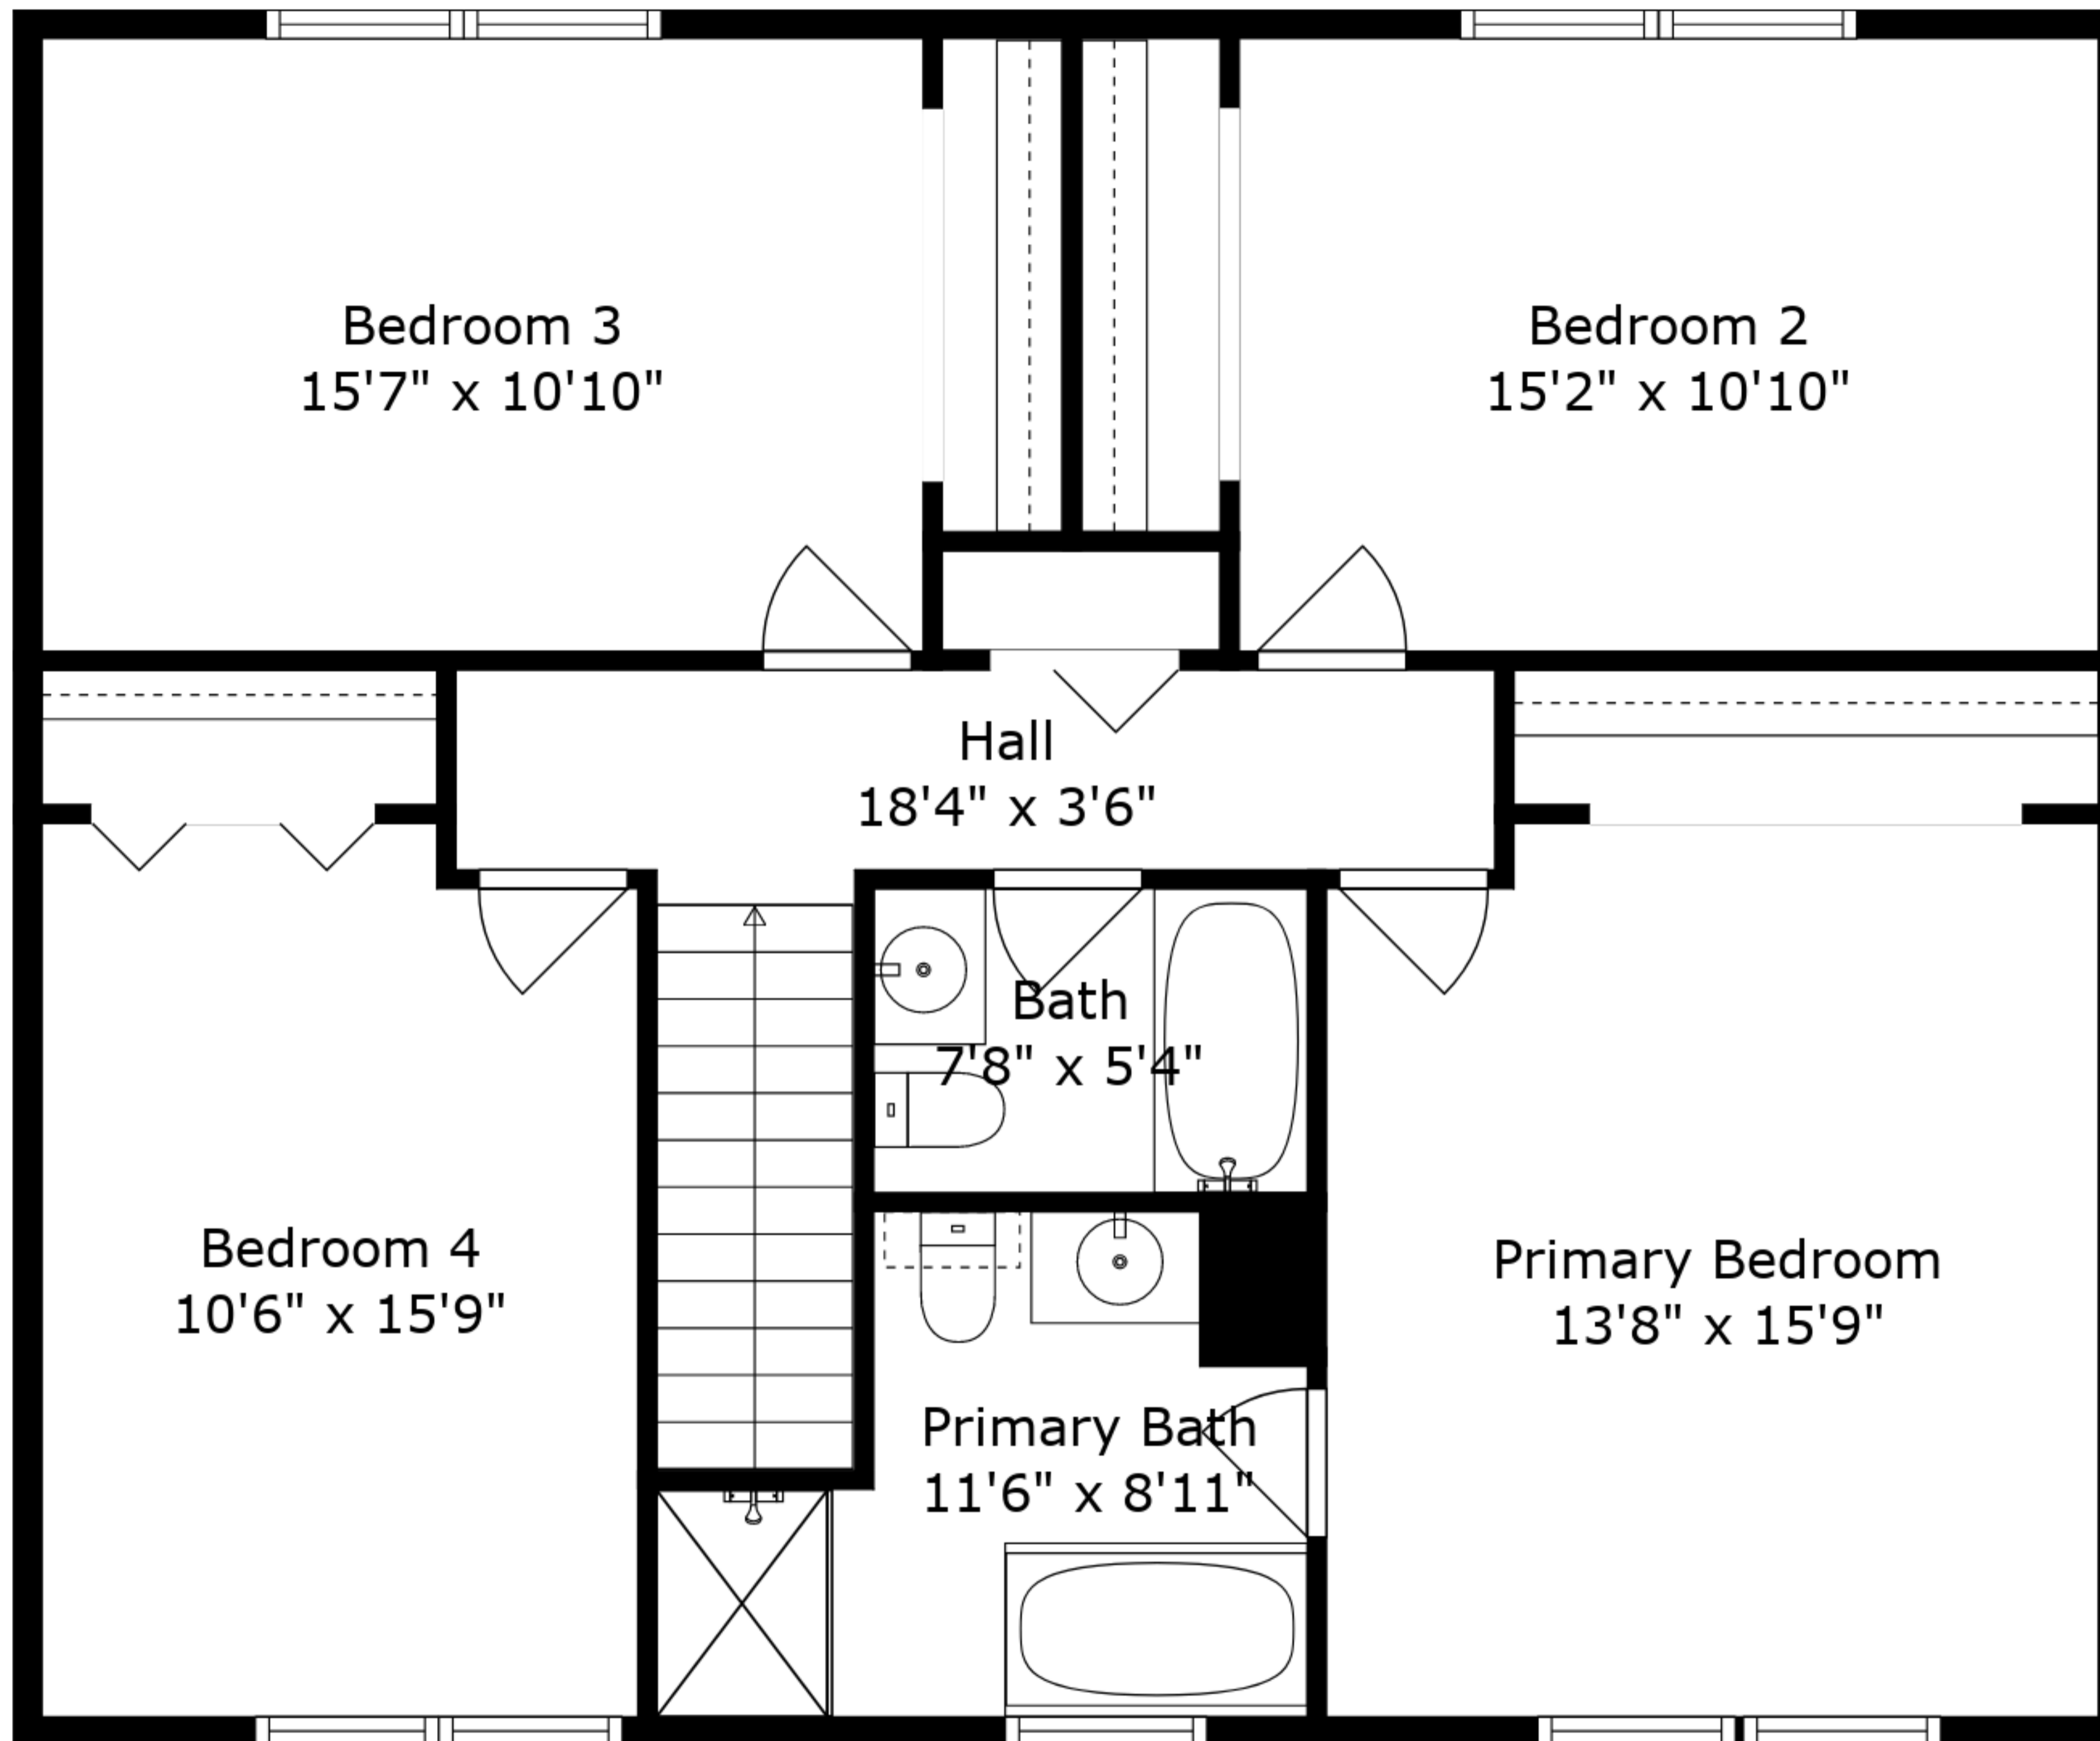 Bedroom 3
15'7" x 10'10"
Bedroom 2
15'2" x 10'10"
Hall
18'4" x 3'6"
Bath
7'8" x 5'4"
Bedroom 4
10'6" x 15'9"
Primary Bedroom
13'8" x 15'9"
Primary Bath
11'6" x 8'11"